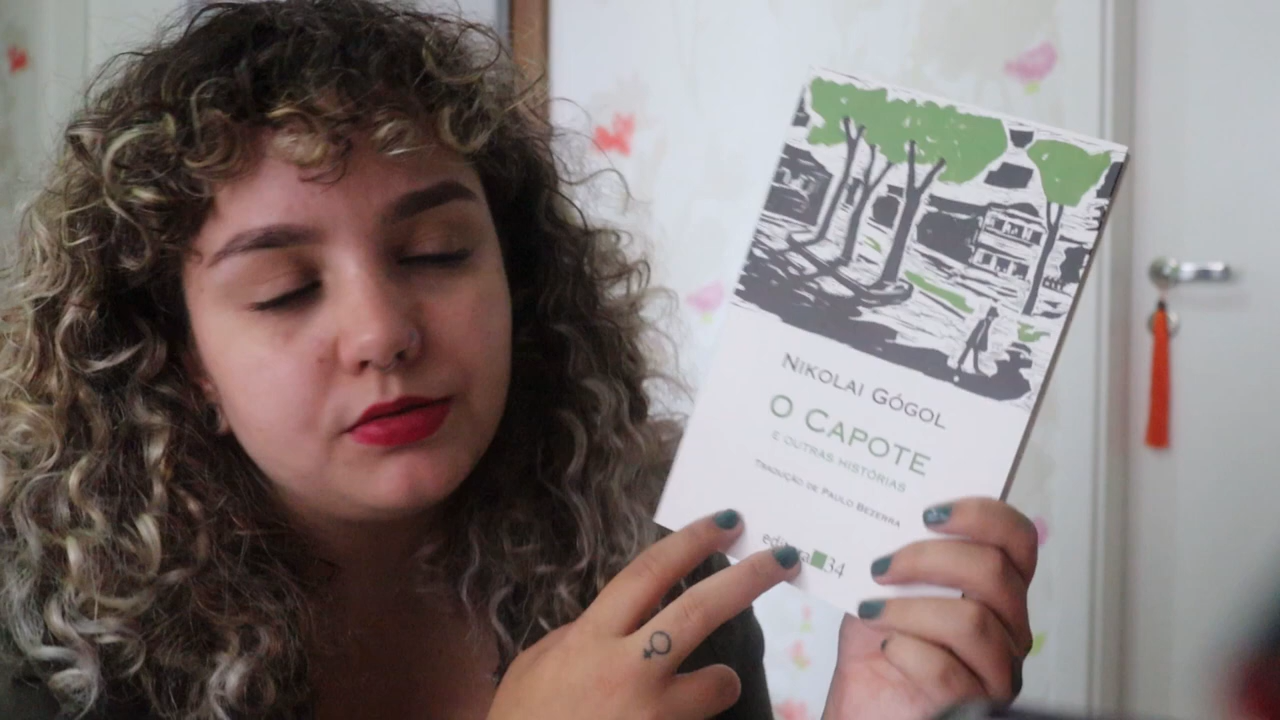 NIKOLAI GÓGOL
O CAPOTE
E OUTRAS HISTÓRIAS
TRADUÇÃO DE PAULO BEZERRA
editora 34